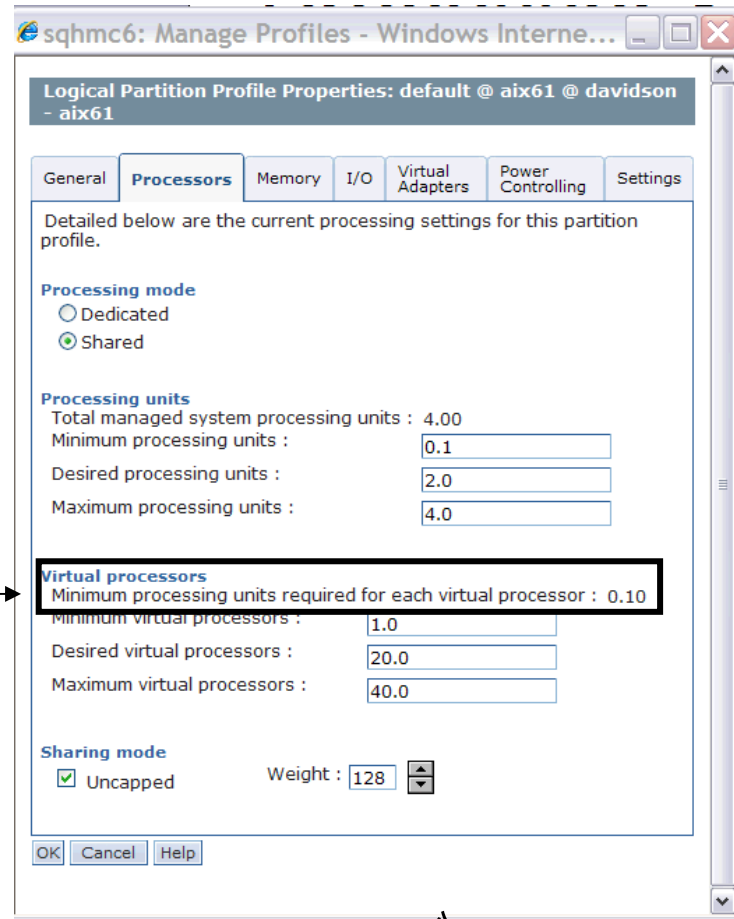 sqhmc6: Manage Profiles - Windows Interne...
Logical Partition Profile Properties: default @ aix61 @ davidson
- aix61
General Processors Memory I/O Virtual Adapters Power Controlling Settings
Detailed below are the current processing settings for this partition
profile.
Processing mode
Dedicated
Shared
Processing units
Total managed system processing units : 4.00
Minimum processing units : 0.1
Desired processing units : 2.0
Maximum processing units : 4.0
Virtual processors
Minimum processing units required for each virtual processor : 0.10
Minimum virtual processors : 1.0
Desired virtual processors : 20.0
Maximum virtual processors : 40.0
Sharing mode
Uncapped Weight : 128
OK Cancel Help